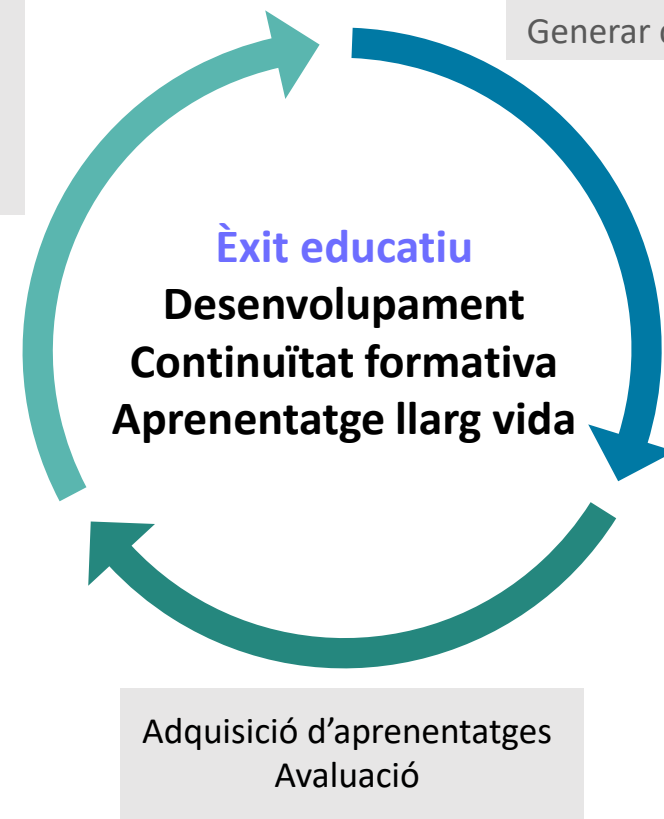 Generar
Èxit educatiu
Desenvolupament
Continuïtat formativa
Aprenentatge llarg vida
Adquisició d’aprenentatges
Avaluació